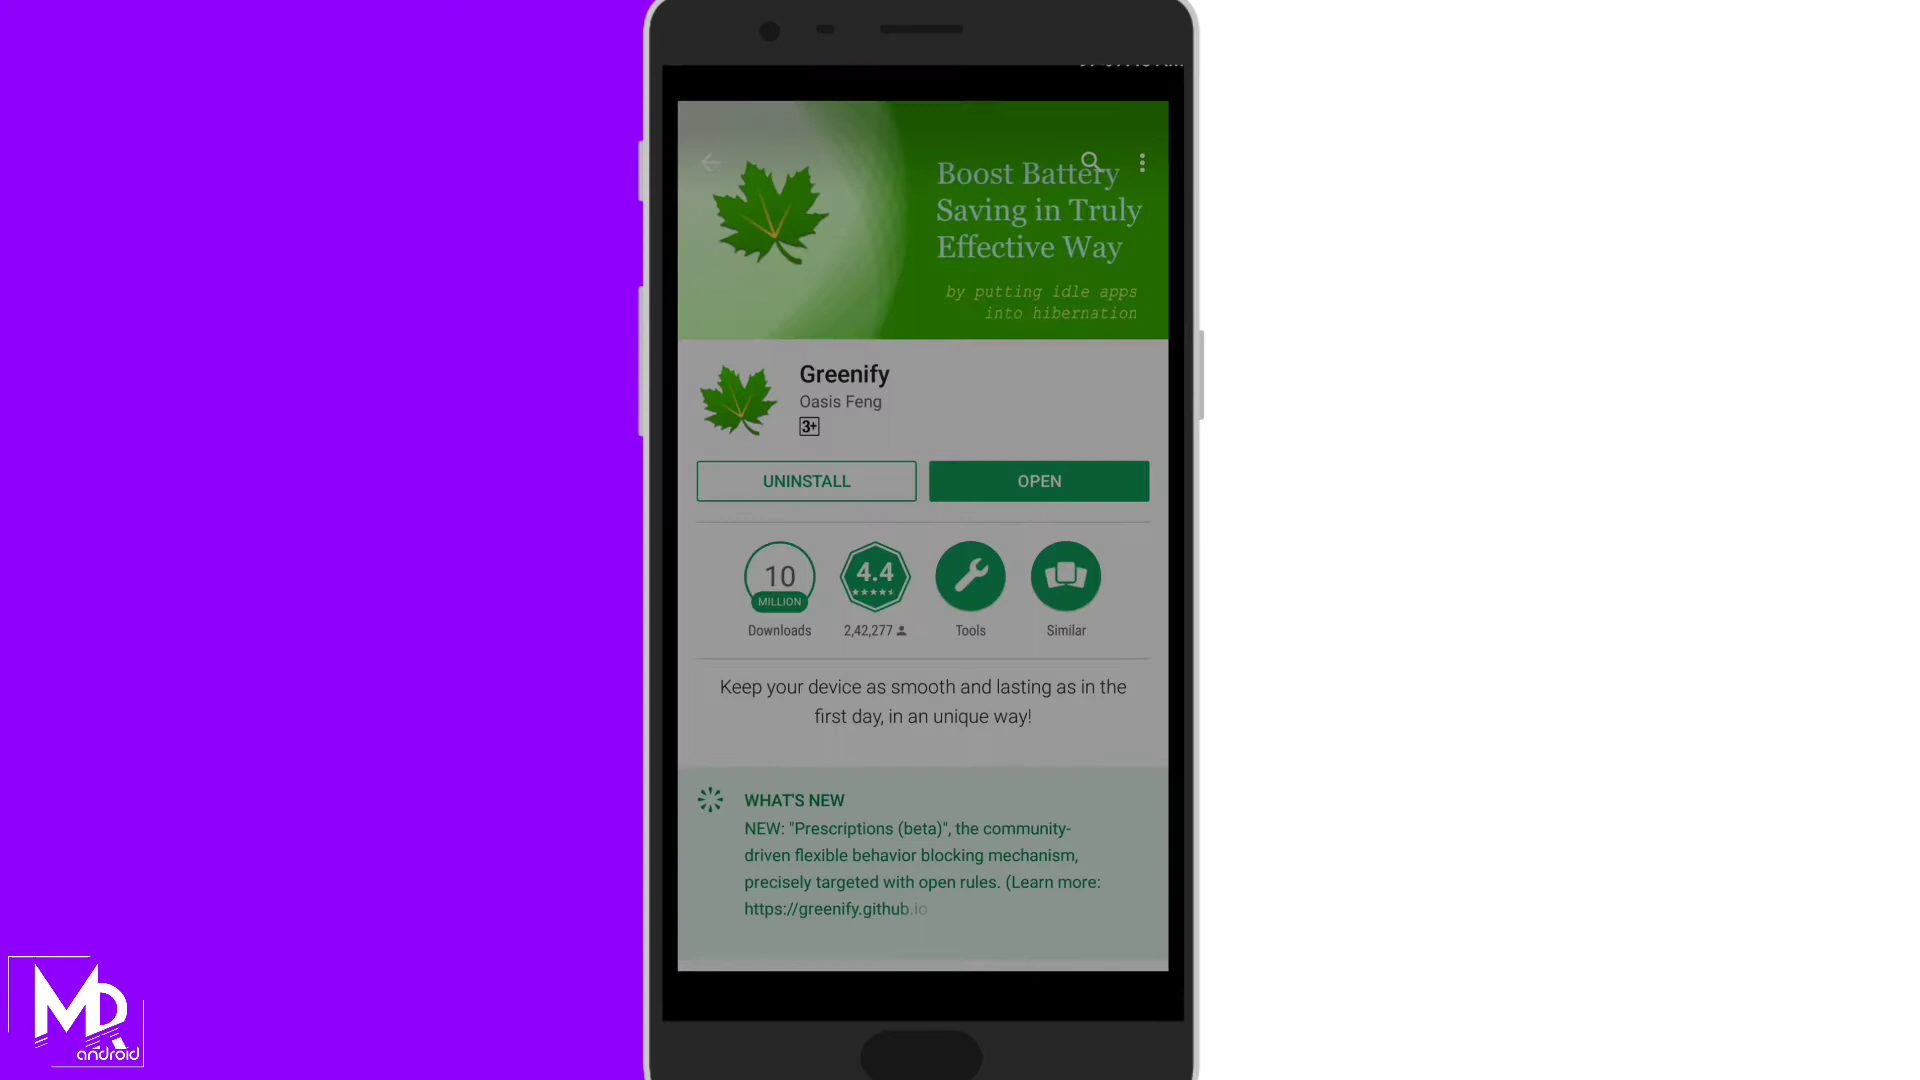 Boost Battery
Saving in Truly
Effective Way
by putting idle apps
into hibernation
Greenify
Oasis Feng
3+
UNINSTALL
OPEN
10
MILLION
4.4
Downloads
2,42,277
Tools
Similar
Keep your device as smooth and lasting as in the
first day, in an unique way!
WHAT'S NEW
NEW: "Prescriptions (beta)", the community-
driven flexible behavior blocking mechanism,
precisely targeted with open rules. (Learn more:
https://greenify.github.io
MR
android